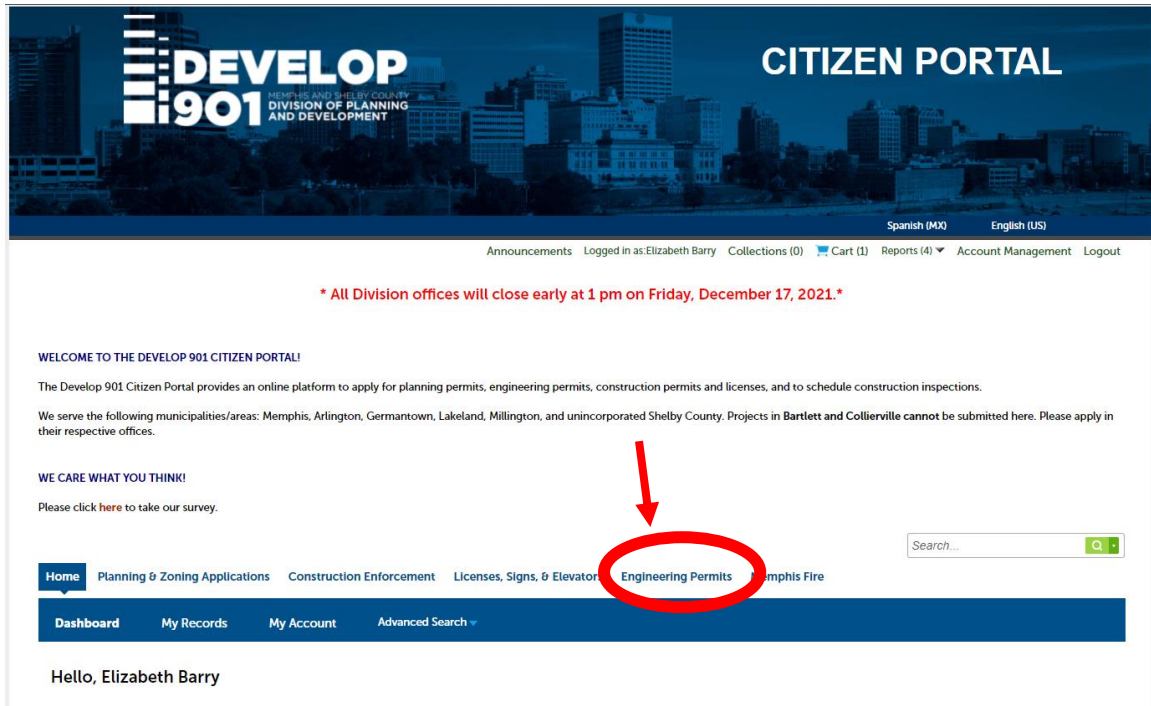 DEVELOP
901
MEMPHIS AND SHELBY COUNTY
DIVISION OF PLANNING
AND DEVELOPMENT
CITIZEN PORTAL
Spanish (MX) English (US)
Announcements Logged in as:Elizabeth Barry Collections (0) Cart (1) Reports (4) Account Management Logout
* All Division offices will close early at 1 pm on Friday, December 17, 2021.*
WELCOME TO THE DEVELOP 901 CITIZEN PORTAL!
The Develop 901 Citizen Portal provides an online platform to apply for planning permits, engineering permits, construction permits and licenses, and to schedule construction inspections.
We serve the following municipalities/areas: Memphis, Arlington, Germantown, Lakeland, Millington, and unincorporated Shelby County. Projects in Bartlett and Collierville cannot be submitted here. Please apply in
their respective offices.
WE CARE WHAT YOU THINK!
Please click here to take our survey.
Search...
Home Planning & Zoning Applications Construction Enforcement Licenses, Signs, & Elevators Engineering Permits Memphis Fire
Dashboard My Records My Account Advanced Search
Hello, Elizabeth Barry